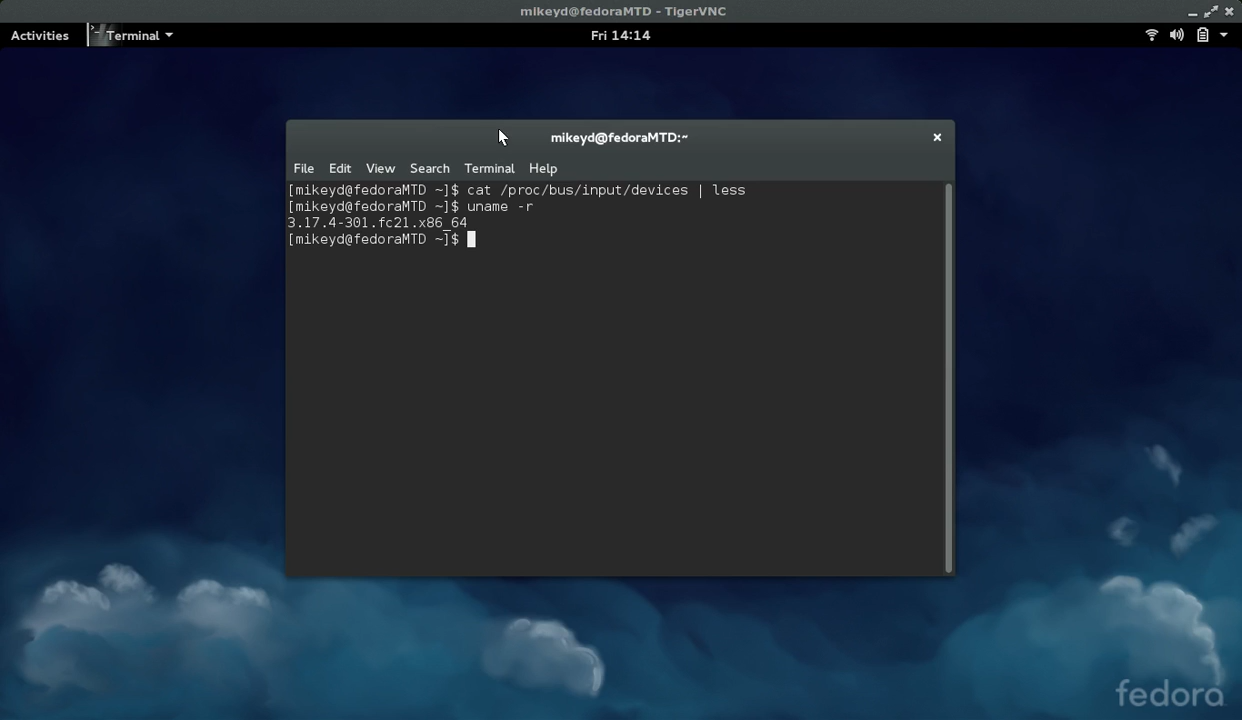 mikeyd@fedoraMTD - TigerVNC
Activities Terminal Fri 14:14
mikeyd@fedoraMTD:~
File Edit View Search Terminal Help
[mikeyd@fedoraMTD ~]$ cat /proc/bus/input/devices | less
[mikeyd@fedoraMTD ~]$ uname -r
3.17.4-301.fc21.x86_64
[mikeyd@fedoraMTD ~]$
fedora